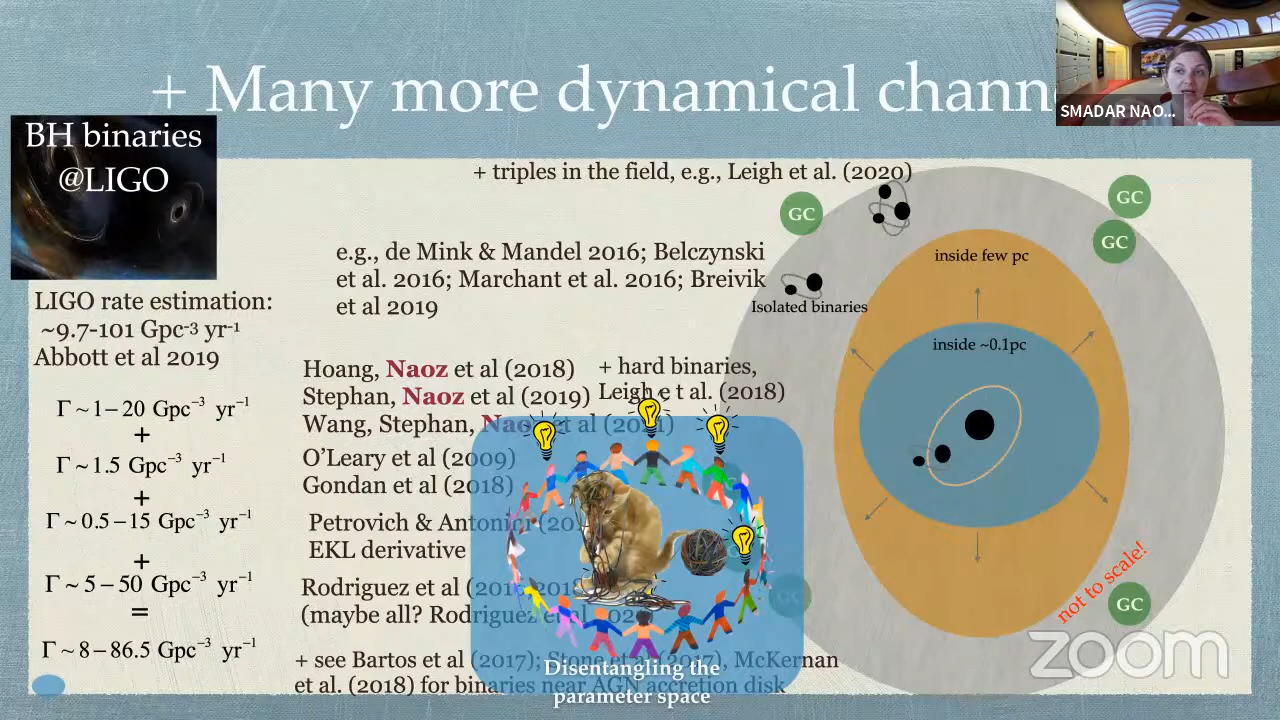 + Many more dynamical chann
SMADAR NAO...
BH binaries
@LIGO
+ triples in the field, e.g., Leigh et al. (2020)
GC
GC
GC
inside few pc
e.g., de Mink & Mandel 2016; Belczynski
et al. 2016; Marchant et al. 2016; Breivik
et al 2019
Isolated binaries
LIGO rate estimation:
~9.7-101 Gpc⁻³ yr⁻¹
Abbott et al 2019
inside ~0.1pc
Hoang, Naoz et al (2018)
+ hard binaries,
Stephan, Naoz et al (2019)
Leigh e t al. (2018)
Wang, Stephan, Naoz et al (2021)
Γ ~ 1−20 Gpc⁻³ yr⁻¹
+
O'Leary et al (2009)
Γ ~ 1.5 Gpc⁻³ yr⁻¹
Gondan et al (2018)
+
Γ ~ 0.5−15 Gpc⁻³ yr⁻¹
Petrovich & Antonini (20
EKL derivative
+
Γ ~ 5−50 Gpc⁻³ yr⁻¹
Rodriguez et al (2016, 2018
=
(maybe all? Rodriguez et al 2020
Γ ~ 8−86.5 Gpc⁻³ yr⁻¹
+ see Bartos et al (2017); Stone et al (2017), McKernan
et al. (2018) for binaries near AGN accretion disk
Disentangling the
parameter space
not to scale!
GC
GC
zoom